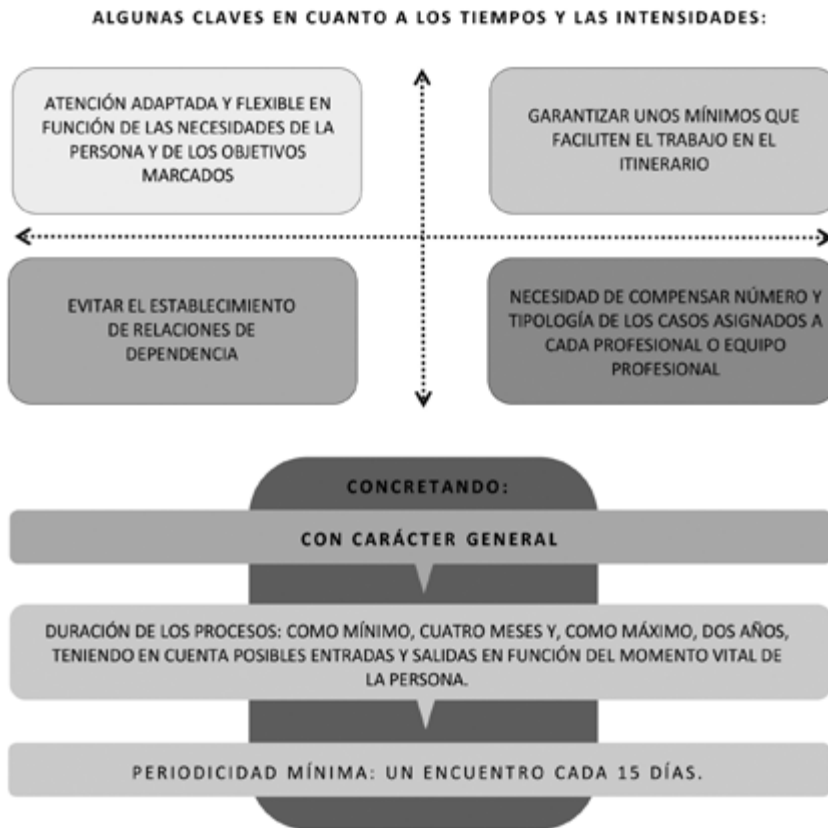 ALGUNAS CLAVES EN CUANTO A LOS TIEMPOS Y LAS INTENSIDADES:
ATENCIÓN ADAPTADA Y FLEXIBLE EN
FUNCIÓN DE LAS NECESIDADES DE LA
PERSONA Y DE LOS OBJETIVOS
MARCADOS
GARANTIZAR UNOS MÍNIMOS QUE
FACILITEN EL TRABAJO EN EL
ITINERARIO
EVITAR EL ESTABLECIMIENTO
DE RELACIONES DE
DEPENDENCIA
NECESIDAD DE COMPENSAR NÚMERO Y
TIPOLOGÍA DE LOS CASOS ASIGNADOS A
CADA PROFESIONAL O EQUIPO
PROFESIONAL
CONCRETANDO:
CON CARÁCTER GENERAL
DURACIÓN DE LOS PROCESOS: COMO MÍNIMO, CUATRO MESES Y, COMO MÁXIMO, DOS AÑOS,
TENIENDO EN CUENTA POSIBLES ENTRADAS Y SALIDAS EN FUNCIÓN DEL MOMENTO VITAL DE
LA PERSONA.
PERIODICIDAD MÍNIMA: UN ENCUENTRO CADA 15 DÍAS.